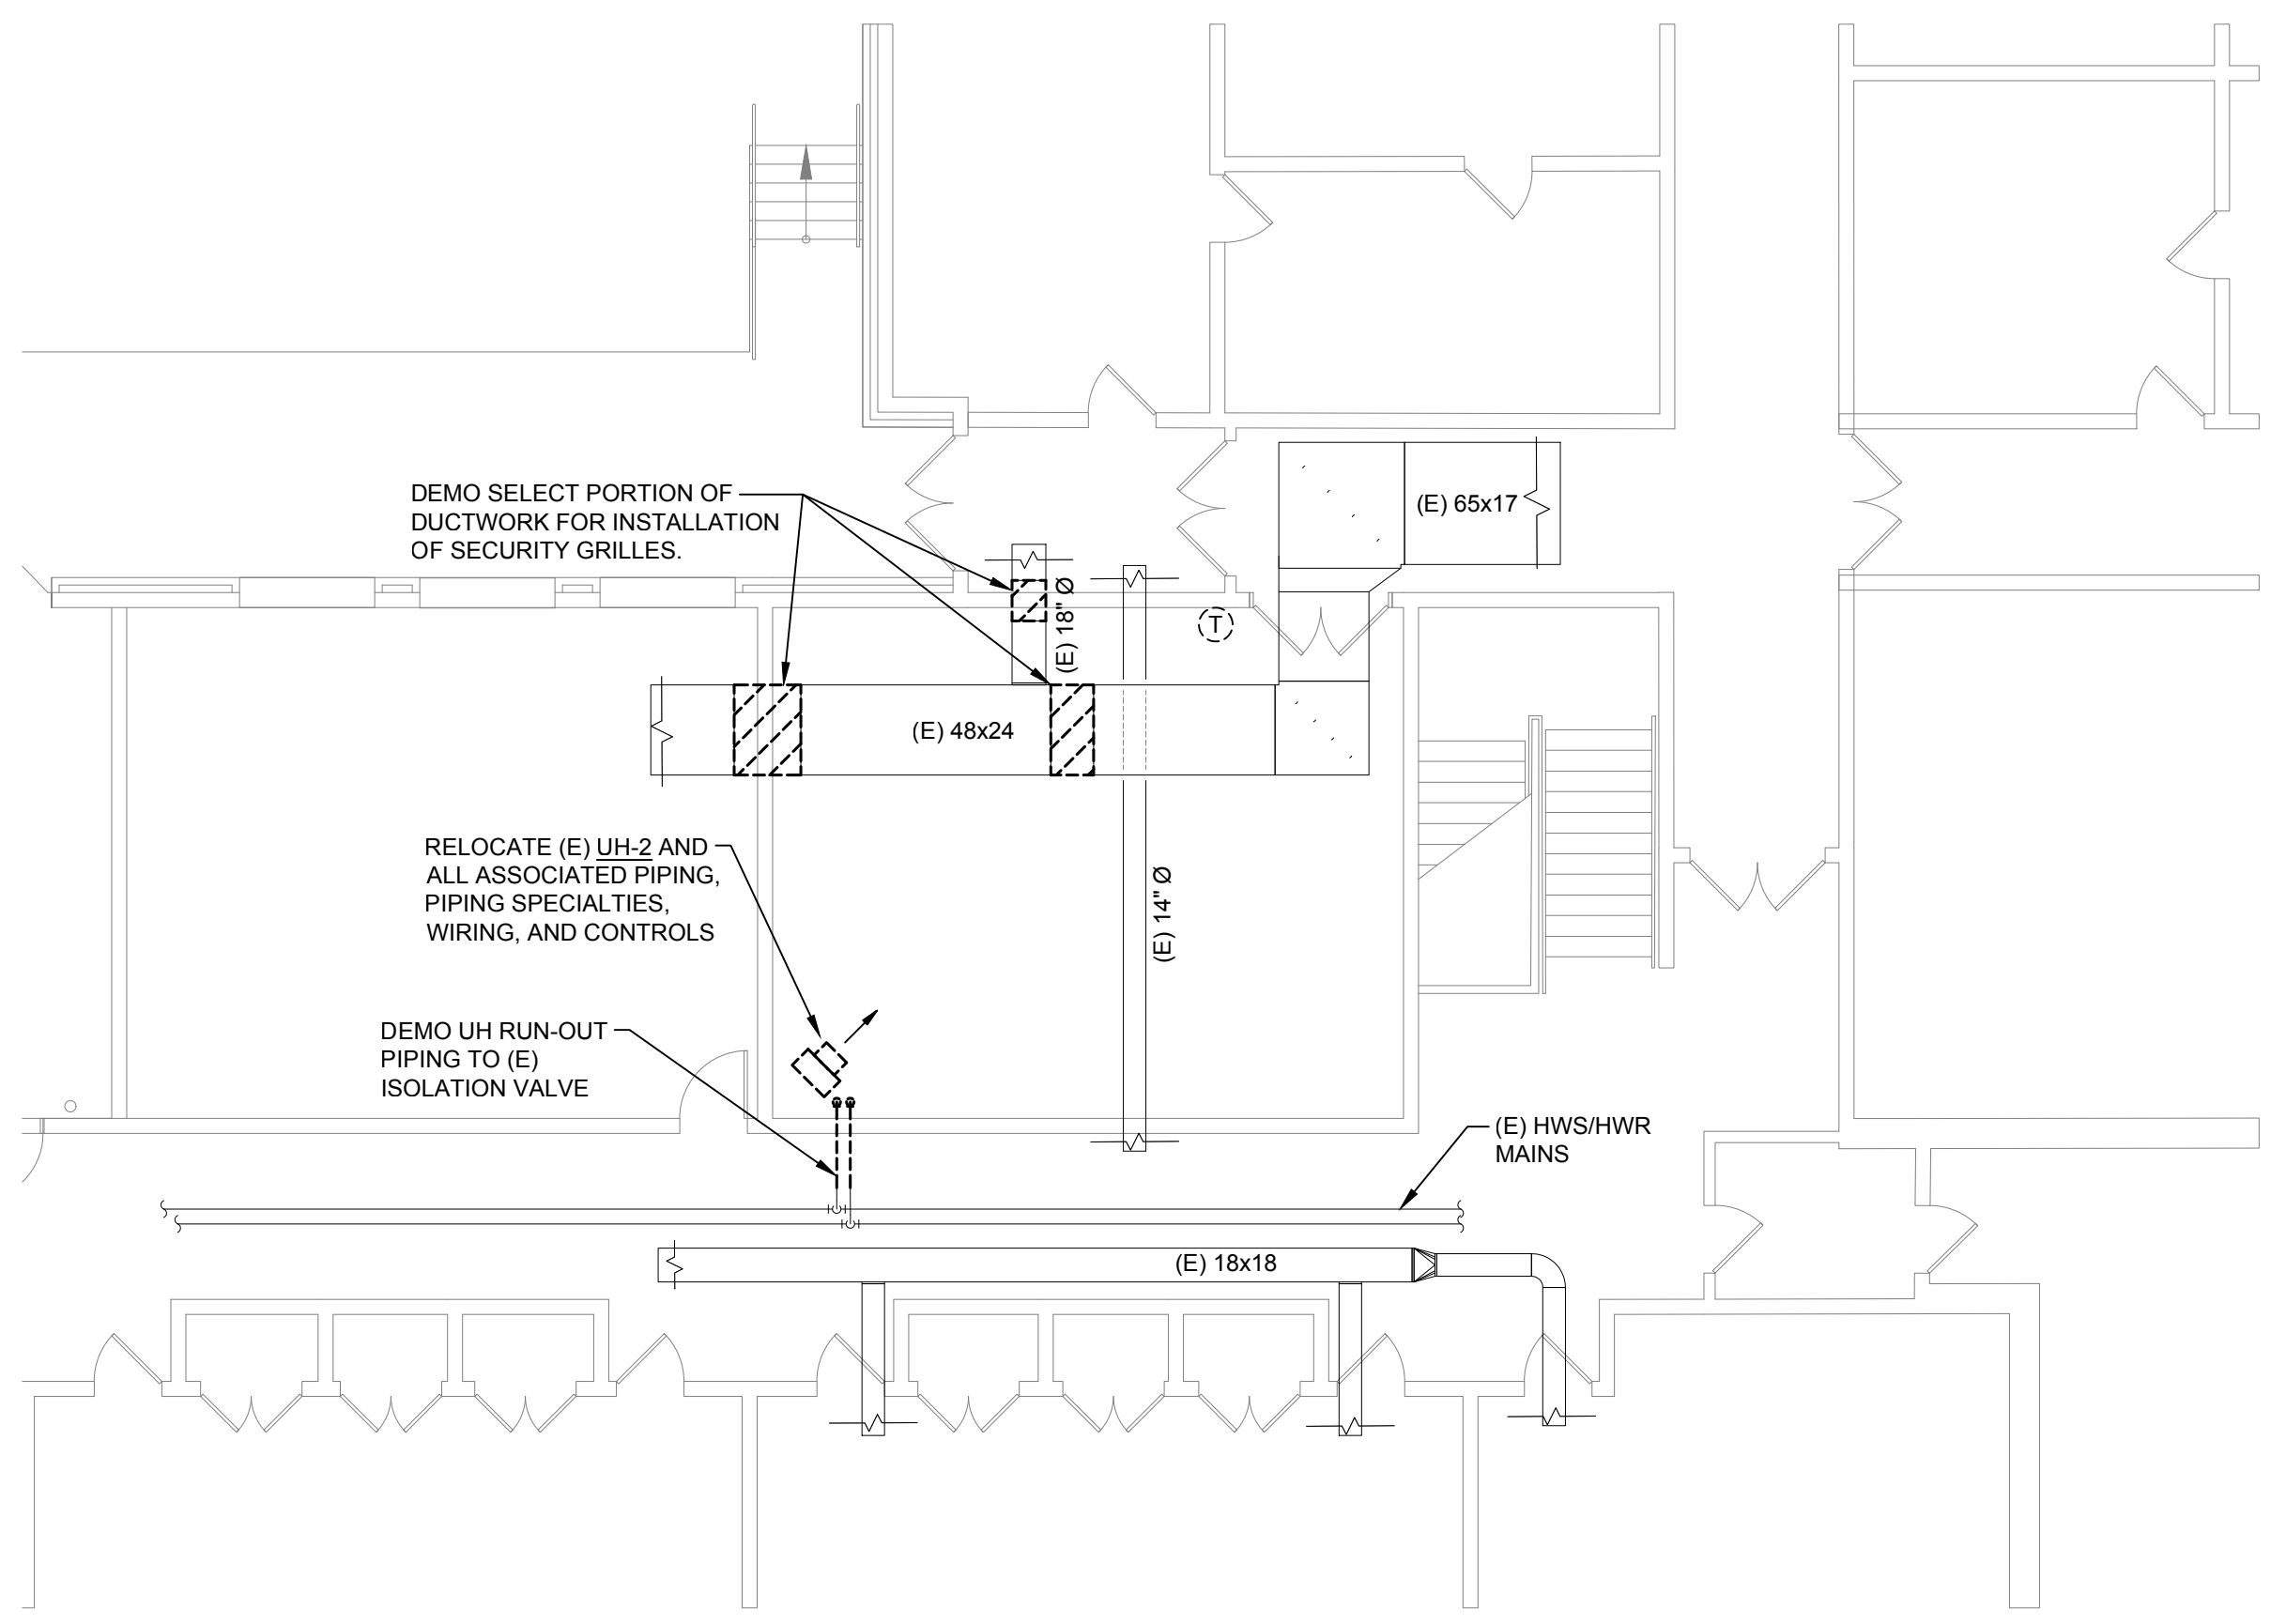 DEMO SELECT PORTION OF
DUCTWORK FOR INSTALLATION
OF SECURITY GRILLES.
(E) 65x17
(E) 18" Ø
T
(E) 48x24
RELOCATE (E) UH-2 AND
ALL ASSOCIATED PIPING,
PIPING SPECIALTIES,
WIRING, AND CONTROLS
(E) 14" Ø
DEMO UH RUN-OUT
PIPING TO (E)
ISOLATION VALVE
(E) HWS/HWR
MAINS
(E) 18x18